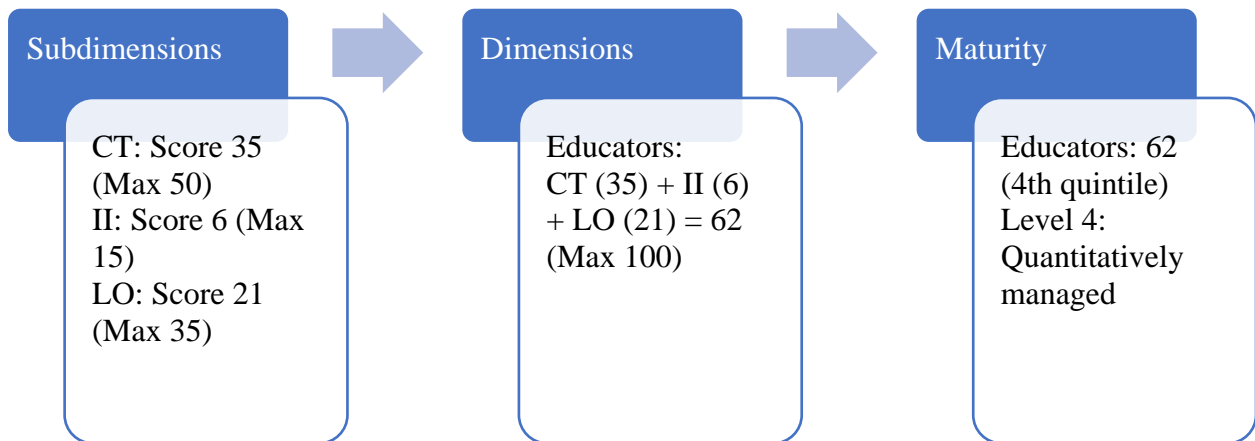 Subdimensions
CT: Score 35
(Max 50)
II: Score 6 (Max
15)
LO: Score 21
(Max 35)
Dimensions
Educators:
CT (35) + II (6)
+ LO (21) = 62
(Max 100)
Maturity
Educators: 62
(4th quintile)
Level 4:
Quantitatively
managed